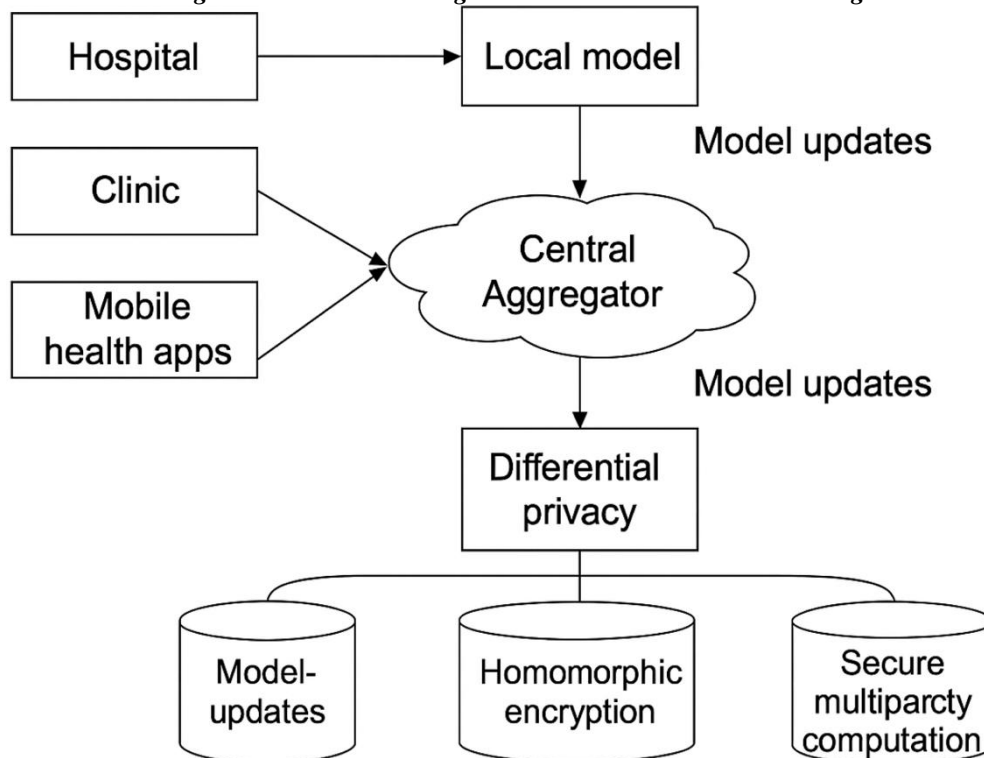 Hospital
Local model
Model updates
Clinic
Central
Aggregator
Mobile
health apps
Model updates
Differential
privacy
Model-
updates
Homomorphic
encryption
Secure
multiparcty
computation